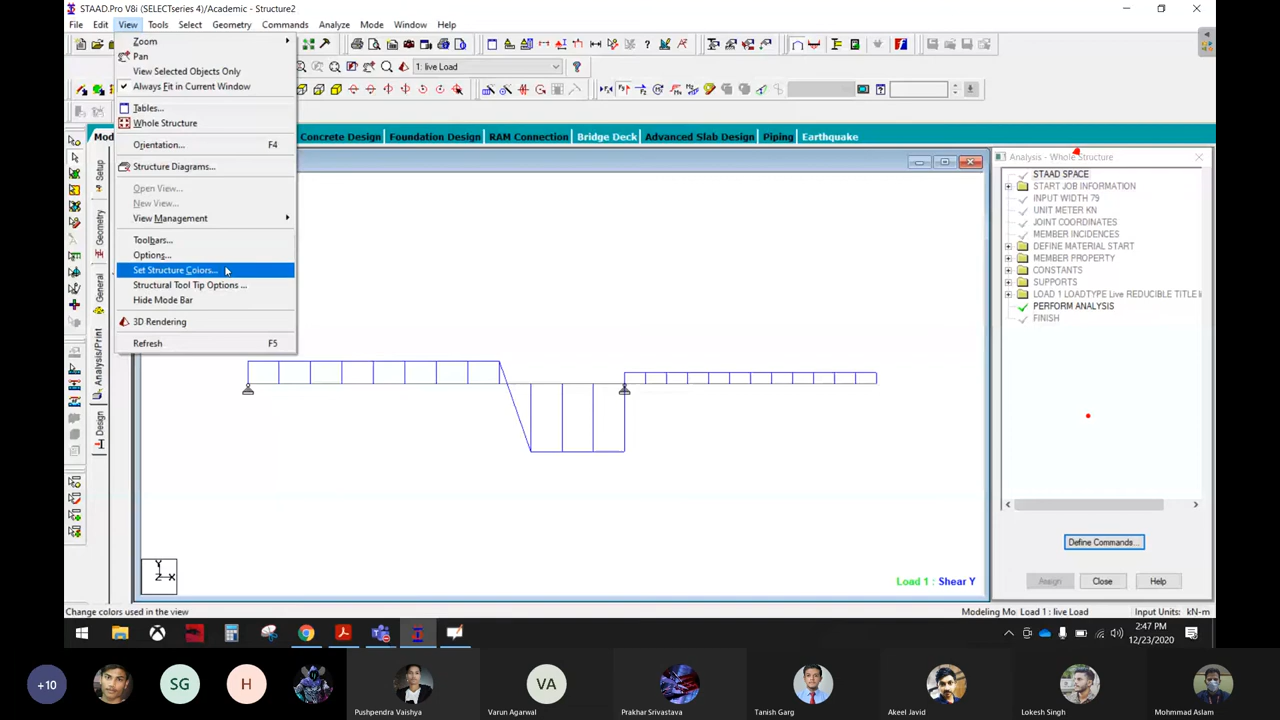 STAAD.Pro V8i (SELECTseries 4)/Academic - Structure2
File Edit View Tools Select Geometry Commands Analyze Mode Window Help
Zoom
Pan
View Selected Objects Only
Always Fit in Current Window
Tables...
Whole Structure
Orientation... F4
Structure Diagrams...
Open View...
New View...
View Management
Toolbars...
Options...
Set Structure Colors...
Structural Tool Tip Options ...
Hide Mode Bar
3D Rendering
Refresh F5
1: live Load
Concrete Design Foundation Design RAM Connection Bridge Deck Advanced Slab Design Piping Earthquake
Setup
Geometry
General
Analysis/Print
Design
Analysis - Whole Structure
STAAD SPACE
START JOB INFORMATION
INPUT WIDTH 79
UNIT METER KN
JOINT COORDINATES
MEMBER INCIDENCES
DEFINE MATERIAL START
MEMBER PROPERTY
CONSTANTS
SUPPORTS
LOAD 1 LOADTYPE Live REDUCIBLE TITLE
PERFORM ANALYSIS
FINISH
Define Commands...
Assign Close Help
Y
Z X
Load 1 : Shear Y
Change colors used in the view
Modeling Mo Load 1 : live Load Input Units: kN-m
2:47 PM
12/23/2020
+10
SG
H
VA
Pushpendra Vaishya
Varun Agarwal
Prakhar Srivastava
Tanish Garg
Akeel Javid
Lokesh Singh
Mohmmad Aslam